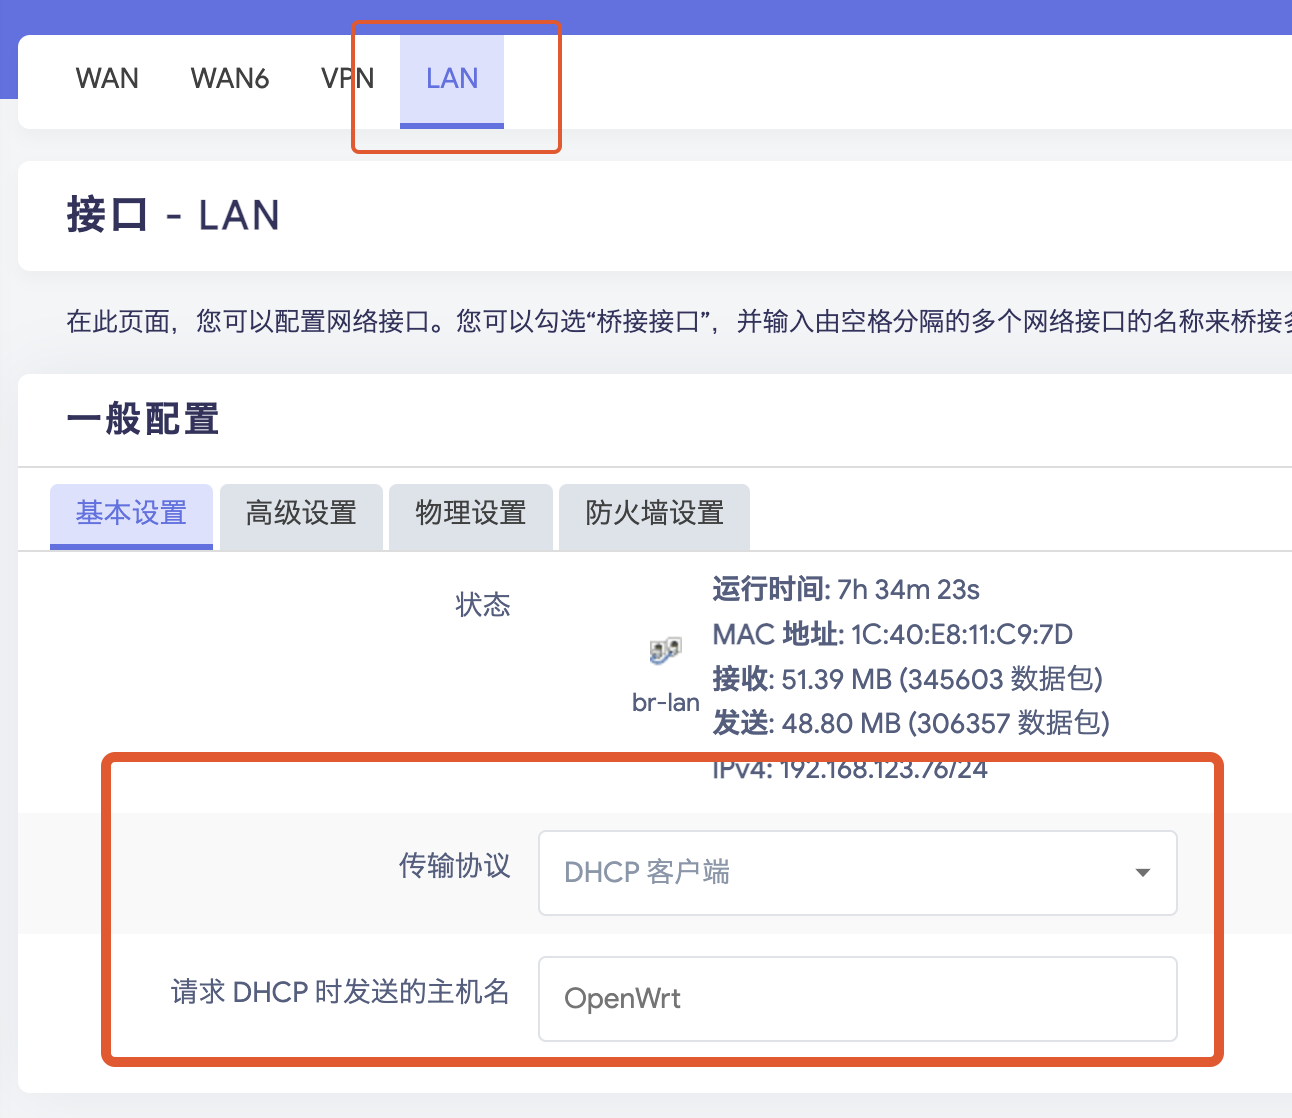 WAN WAN6 VPN LAN
接口 - LAN
在此页面，您可以配置网络接口。您可以勾选“桥接接口”，并输入由空格分隔的多个网络接口的名称来桥接
一般配置
基本设置 高级设置 物理设置 防火墙设置
状态
br-lan
运行时间: 7h 34m 23s
MAC 地址: 1C:40:E8:11:C9:7D
接收: 51.39 MB (345603 数据包)
发送: 48.80 MB (306357 数据包)
IPv4: 192.168.123.76/24
传输协议 DHCP 客户端
请求 DHCP 时发送的主机名 OpenWrt